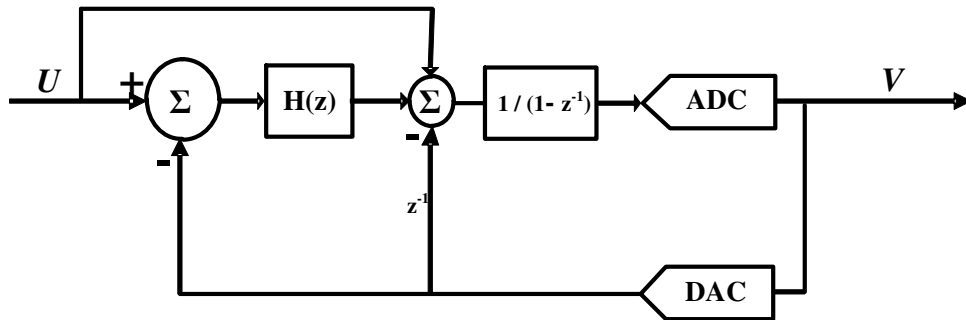 U
+
Σ
-
H(z)
Σ
-
1 / (1- z⁻¹)
ADC
V
z⁻¹
DAC